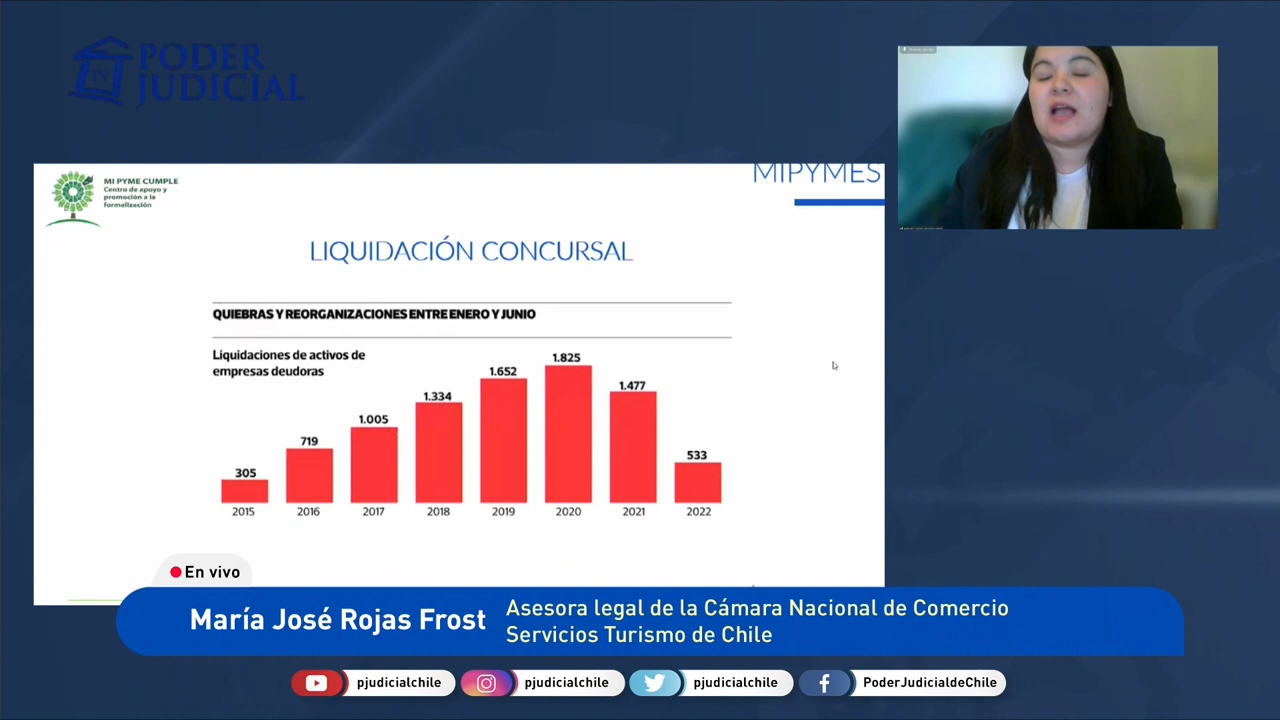 PODER
JUDICIAL
TV
MIPYMES
MI PYME CUMPLE
Centro de apoyo y
promoción a la
formalización
LIQUIDACIÓN CONCURSAL
QUIEBRAS Y REORGANIZACIONES ENTRE ENERO Y JUNIO
Liquidaciones de activos de
empresas deudoras
305
719
1.005
1.334
1.652
1.825
1.477
533
2015
2016
2017
2018
2019
2020
2021
2022
En vivo
María José Rojas Frost
Asesora legal de la Cámara Nacional de Comercio
Servicios Turismo de Chile
pjudicialchile
pjudicialchile
pjudicialchile
PoderJudicialdeChile